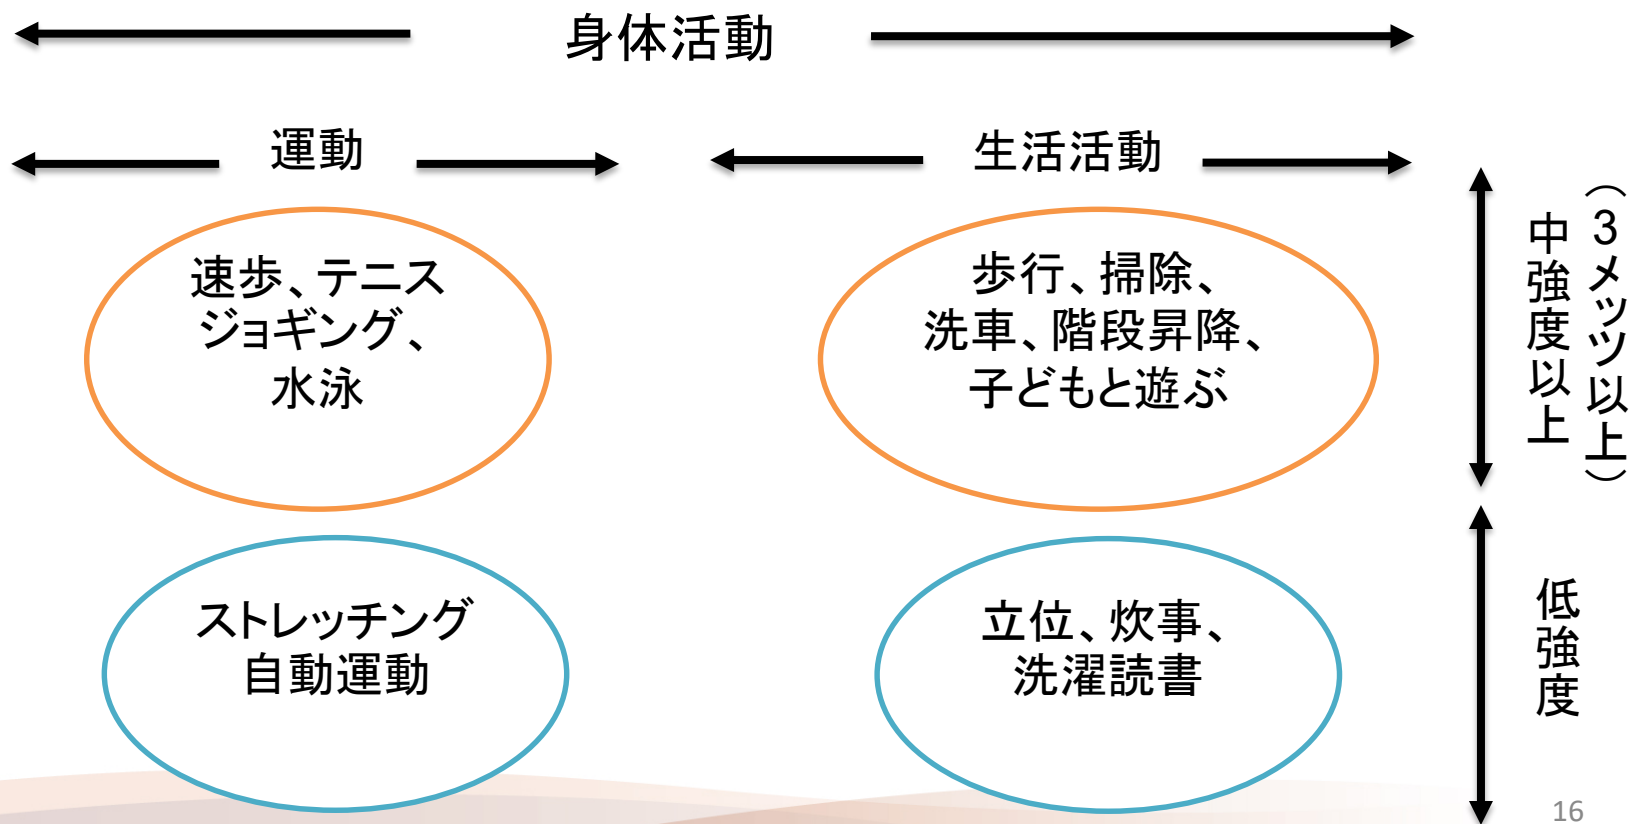 身体活動
運動
生活活動
速歩、テニス
ジョギング、
水泳
歩行、掃除、
洗車、階段昇降、
子どもと遊ぶ
中強度以上
（３メッツ以上）
ストレッチング
自動運動
立位、炊事、
洗濯読書
低強度
16